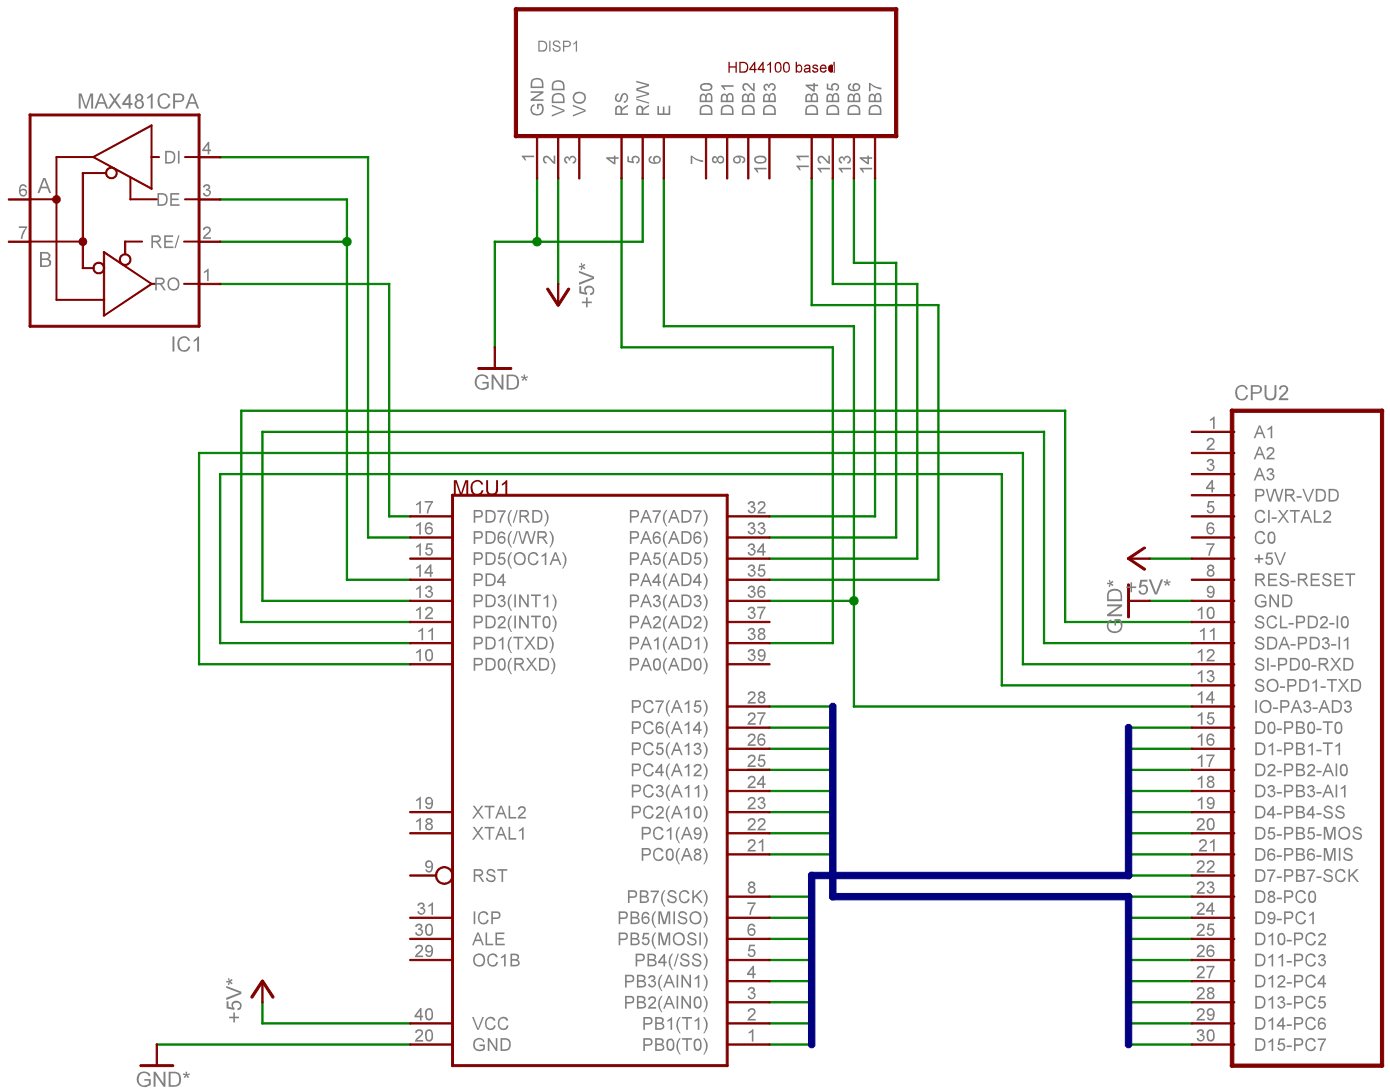 DISP1
HD44100 based
GND
VDD
VO
RS
R/W
E
DB0
DB1
DB2
DB3
DB4
DB5
DB6
DB7
1
2
3
4
5
6
7
8
9
10
11
12
13
14
MAX481CPA
DI 4
6 A
DE 3
7
RE/ 2
B
RO 1
IC1
+5V*
GND*
CPU2
1 A1
2 A2
3 A3
4 PWR-VDD
5 CI-XTAL2
6 C0
7 +5V
8 RES-RESET
9 GND
10 SCL-PD2-I0
11 SDA-PD3-I1
12 SI-PD0-RXD
13 SO-PD1-TXD
14 IO-PA3-AD3
15 D0-PB0-T0
16 D1-PB1-T1
17 D2-PB2-AI0
18 D3-PB3-AI1
19 D4-PB4-SS
20 D5-PB5-MOS
21 D6-PB6-MIS
22 D7-PB7-SCK
23 D8-PC0
24 D9-PC1
25 D10-PC2
26 D11-PC3
27 D12-PC4
28 D13-PC5
29 D14-PC6
30 D15-PC7
+5V*
GND*
MCU1
17 PD7(/RD) PA7(AD7) 32
16 PD6(/WR) PA6(AD6) 33
15 PD5(OC1A) PA5(AD5) 34
14 PD4 PA4(AD4) 35
13 PD3(INT1) PA3(AD3) 36
12 PD2(INT0) PA2(AD2) 37
11 PD1(TXD) PA1(AD1) 38
10 PD0(RXD) PA0(AD0) 39
PC7(A15) 28
PC6(A14) 27
PC5(A13) 26
PC4(A12) 25
PC3(A11) 24
19 XTAL2 PC2(A10) 23
18 XTAL1 PC1(A9) 22
PC0(A8) 21
9 RST
PB7(SCK) 8
31 ICP PB6(MISO) 7
30 ALE PB5(MOSI) 6
29 OC1B PB4(/SS) 5
PB3(AIN1) 4
PB2(AIN0) 3
40 VCC PB1(T1) 2
20 GND PB0(T0) 1
+5V*
GND*